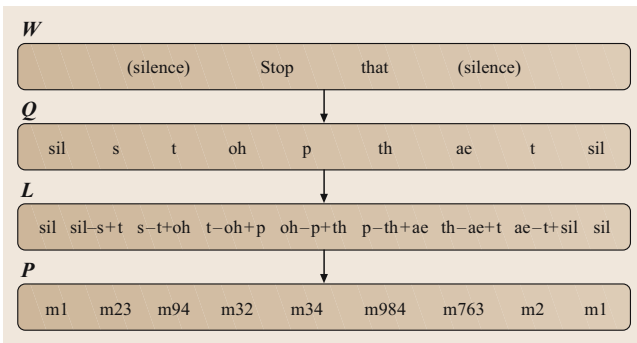 W
(silence) Stop that (silence)
Q
sil s t oh p th ae t sil
L
sil sil–s+t s–t+oh t–oh+p oh–p+th p–th+ae th–ae+t ae–t+sil sil
P
m1 m23 m94 m32 m34 m984 m763 m2 m1